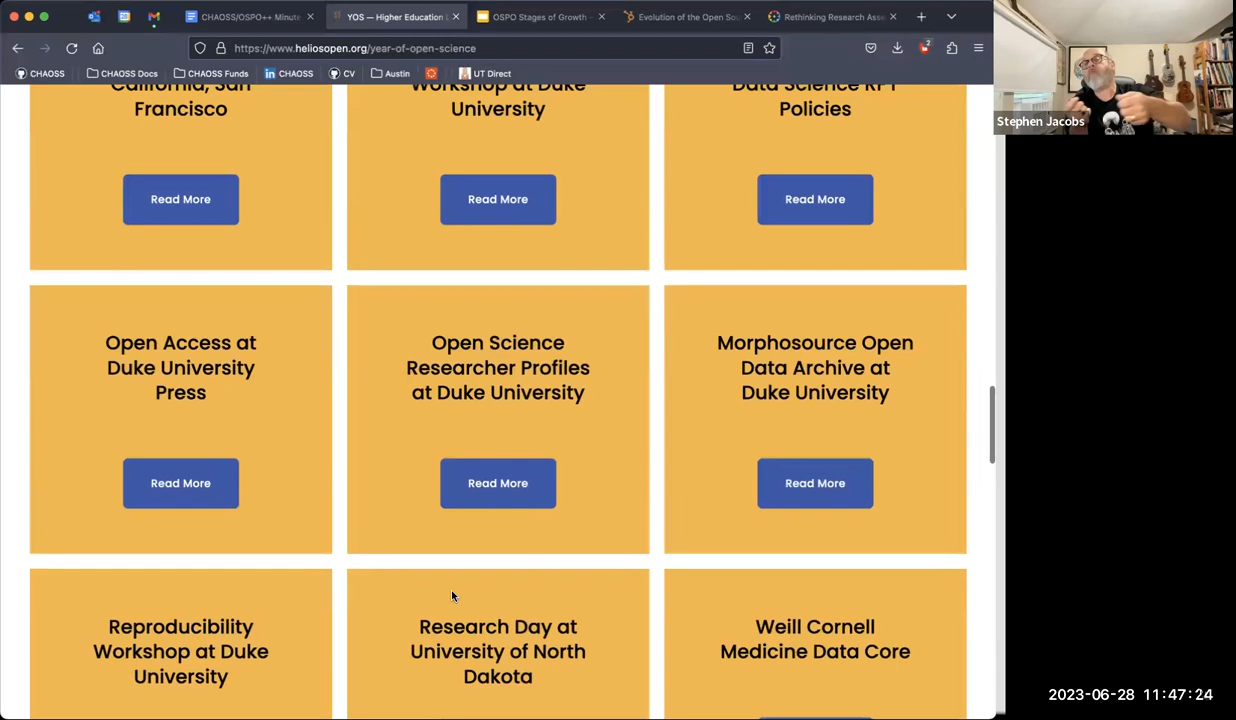 CHAOSS/OSPO++ Minute
YOS — Higher Education
OSPO Stages of Growth
Evolution of the Open So
Rethinking Research Ass
https://www.heliosopen.org/year-of-open-science
2
CHAOSS
CHAOSS Docs
CHAOSS Funds
CHAOSS
CV
Austin
UT Direct
Stephen Jacobs
California, San
Francisco
Workshop at Duke
University
Data Science RPT
Policies
Read More
Read More
Read More
Open Access at
Duke University
Press
Open Science
Researcher Profiles
at Duke University
Morphosource Open
Data Archive at
Duke University
Read More
Read More
Read More
Reproducibility
Workshop at Duke
University
Research Day at
University of North
Dakota
Weill Cornell
Medicine Data Core
2023-06-28 11:47:24